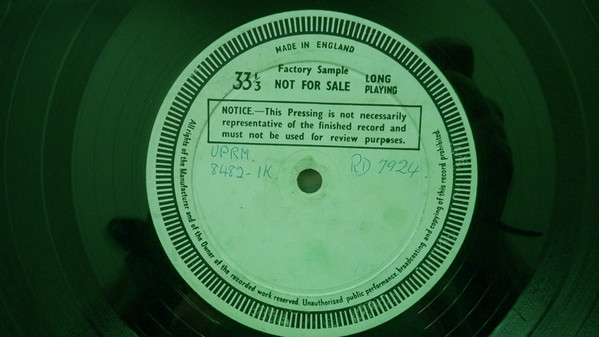 MADE IN ENGLAND
33 1/3
Factory Sample
NOT FOR SALE
LONG
PLAYING
NOTICE.—This Pressing is not necessarily
representative of the finished record and
must not be used for review purposes.
UPRM.
8482-1K
RD 7924
All rights of the Manufacturer and of the Owner of the recorded work reserved. Unauthorised public performance, broadcasting and copying of this record prohibited.